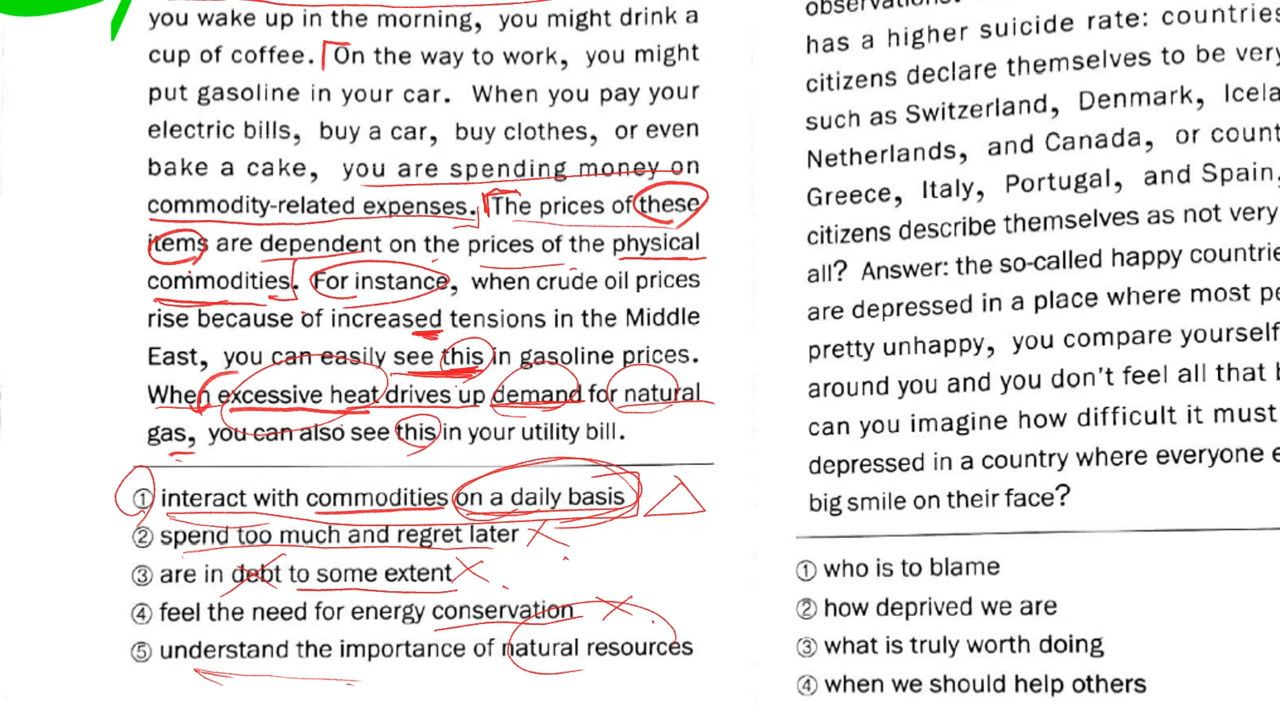 you wake up in the morning, you might drink a
cup of coffee. On the way to work, you might
put gasoline in your car. When you pay your
electric bills, buy a car, buy clothes, or even
bake a cake, you are spending money on
commodity-related expenses. The prices of these
items are dependent on the prices of the physical
commodities. For instance, when crude oil prices
rise because of increased tensions in the Middle
East, you can easily see this in gasoline prices.
When excessive heat drives up demand for natural
gas, you can also see this in your utility bill.
① interact with commodities on a daily basis
② spend too much and regret later
③ are in debt to some extent
④ feel the need for energy conservation
⑤ understand the importance of natural resources
has a higher suicide rate: countries
citizens declare themselves to be very
such as Switzerland, Denmark, Icela
Netherlands, and Canada, or count
Greece, Italy, Portugal, and Spain,
citizens describe themselves as not very
all? Answer: the so-called happy countrie
are depressed in a place where most pe
pretty unhappy, you compare yourself
around you and you don't feel all that b
can you imagine how difficult it must
depressed in a country where everyone e
big smile on their face?
① who is to blame
② how deprived we are
③ what is truly worth doing
④ when we should help others